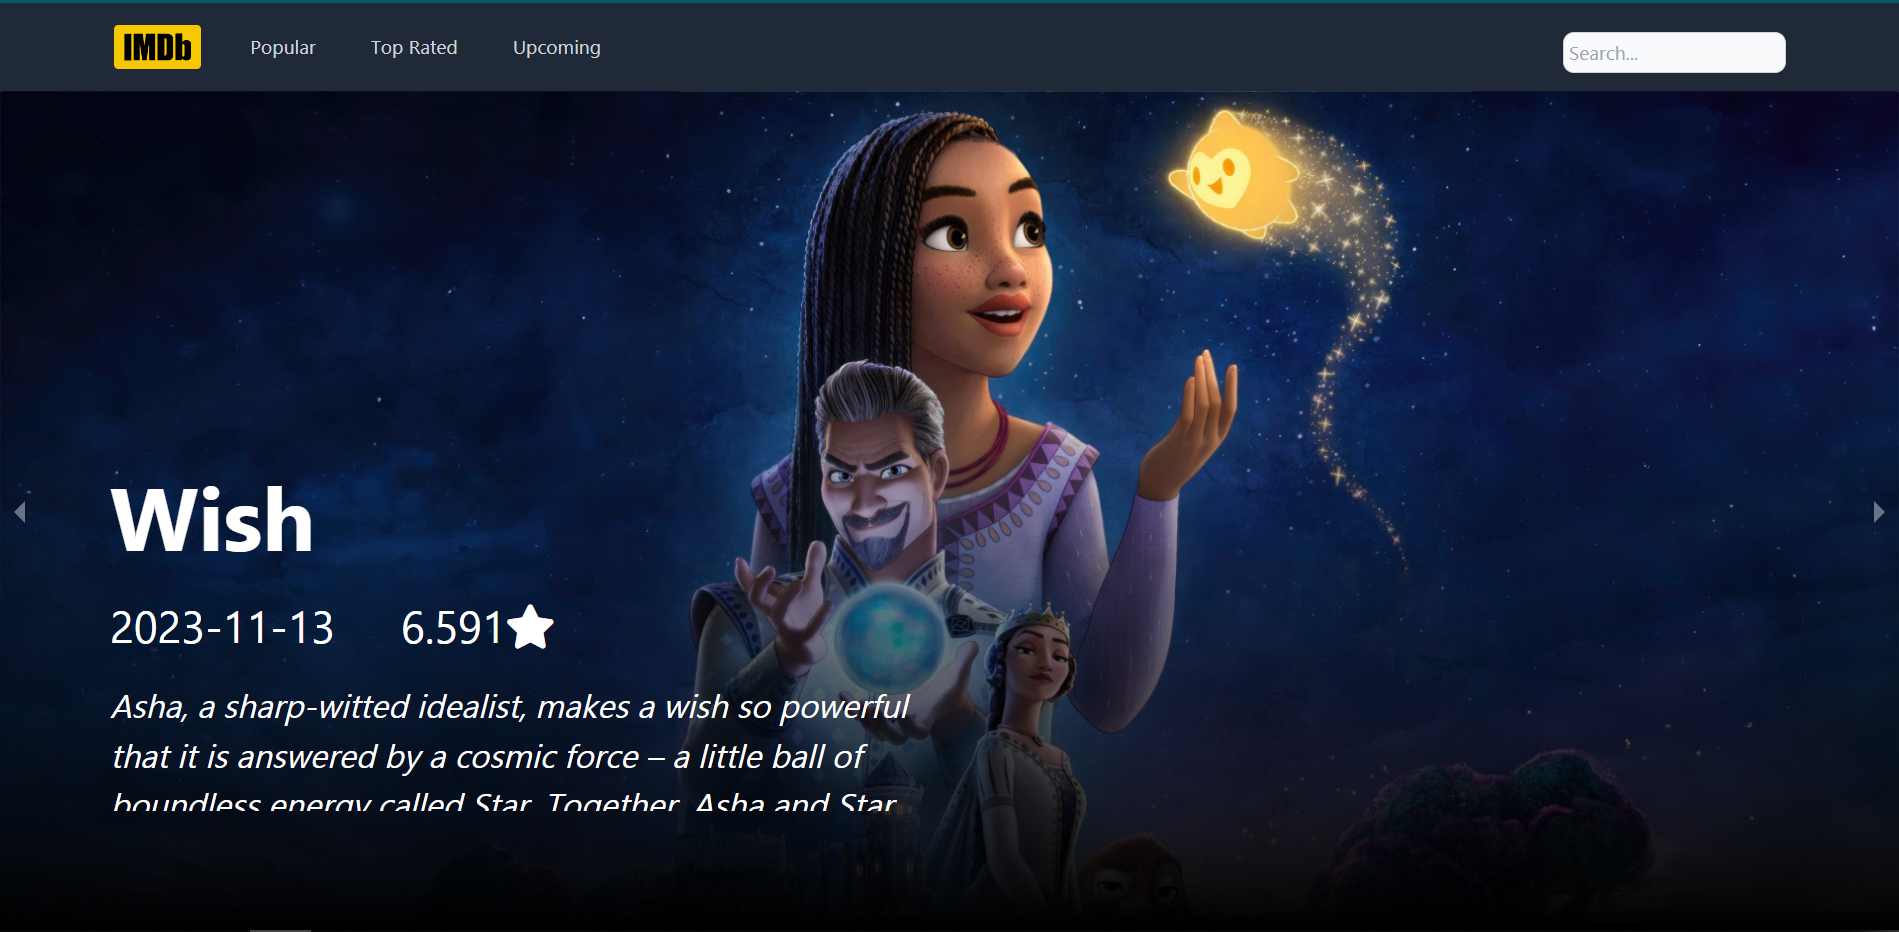 IMDb
Popular
Top Rated
Upcoming
Search...
Wish
2023-11-13
6.591
Asha, a sharp-witted idealist, makes a wish so powerful
that it is answered by a cosmic force – a little ball of
boundless energy called Star. Together, Asha and Star